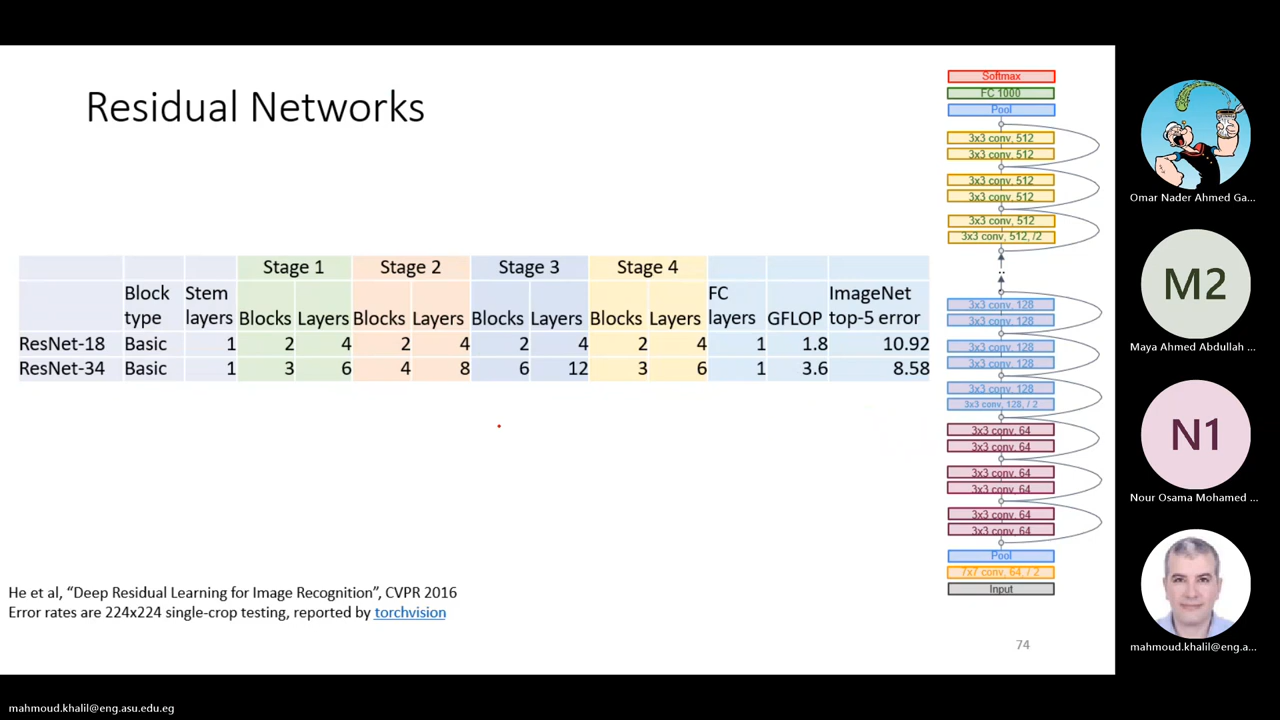 Residual Networks
Stage 1 Stage 2 Stage 3 Stage 4
Block type Stem layers Blocks Layers Blocks Layers Blocks Layers Blocks Layers FC layers GFLOP ImageNet top-5 error
ResNet-18 Basic 1 2 4 2 4 2 4 2 4 1 1.8 10.92
ResNet-34 Basic 1 3 6 4 8 6 12 3 6 1 3.6 8.58
He et al, “Deep Residual Learning for Image Recognition”, CVPR 2016
Error rates are 224x224 single-crop testing, reported by torchvision
74
Softmax
FC 1000
Pool
3x3 conv, 512
3x3 conv, 512
3x3 conv, 512
3x3 conv, 512
3x3 conv, 512
3x3 conv, 512, /2
3x3 conv, 128
3x3 conv, 128
3x3 conv, 128
3x3 conv, 128
3x3 conv, 128
3x3 conv, 128, / 2
3x3 conv, 64
3x3 conv, 64
3x3 conv, 64
3x3 conv, 64
3x3 conv, 64
3x3 conv, 64
Pool
7x7 conv, 64, / 2
Input
Omar Nader Ahmed Ga...
M2
Maya Ahmed Abdullah ...
N1
Nour Osama Mohamed ...
mahmoud.khalil@eng.a...
mahmoud.khalil@eng.asu.edu.eg